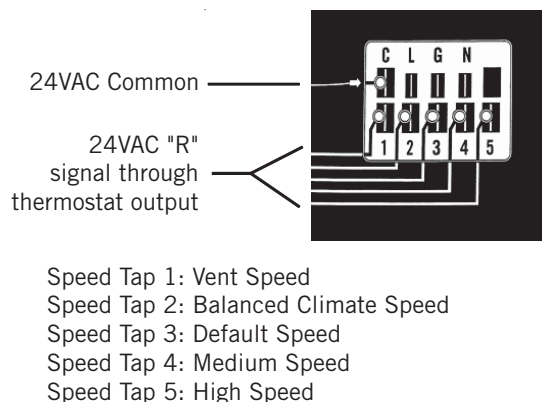 C L G N
24VAC Common
24VAC "R"
signal through
thermostat output
1 2 3 4 5
Speed Tap 1: Vent Speed
Speed Tap 2: Balanced Climate Speed
Speed Tap 3: Default Speed
Speed Tap 4: Medium Speed
Speed Tap 5: High Speed